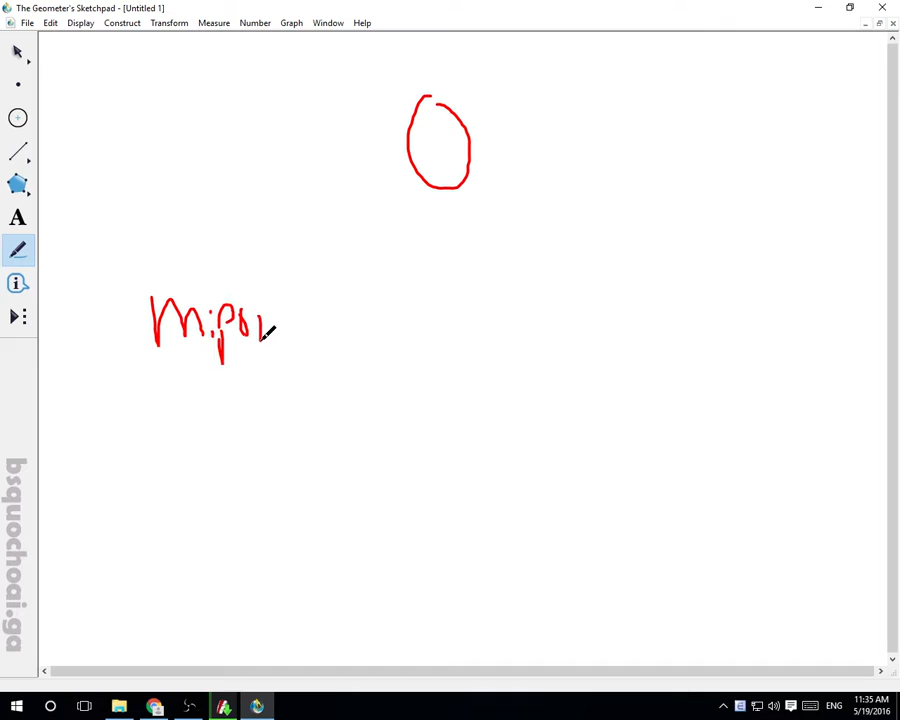 The Geometer's Sketchpad - [Untitled 1]
File Edit Display Construct Transform Measure Number Graph Window Help
A
bsquochoai.ga
ENG
11:35 AM
5/19/2016